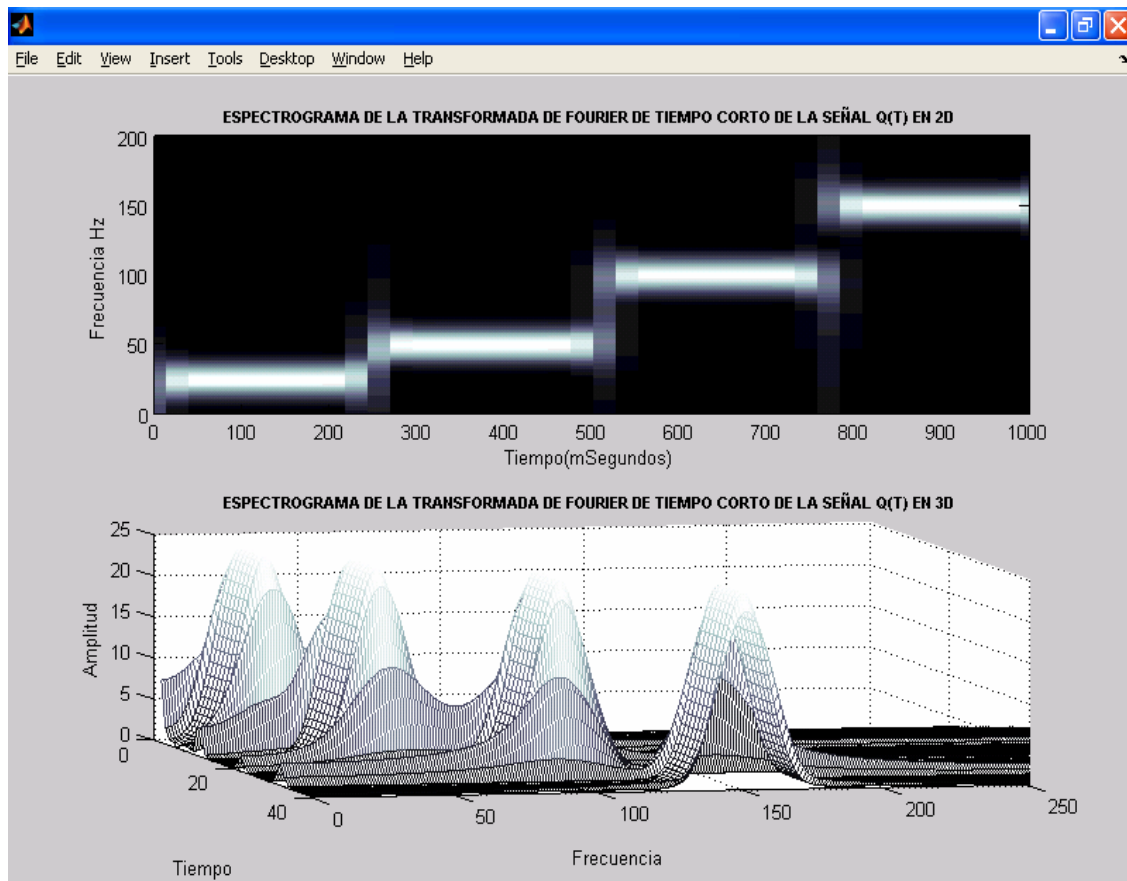 File Edit View Insert Tools Desktop Window Help
ESPECTROGRAMA DE LA TRANSFORMADA DE FOURIER DE TIEMPO CORTO DE LA SEÑAL Q(T) EN 2D
200
150
100
50
0
Frecuencia Hz
0 100 200 300 400 500 600 700 800 900 1000
Tiempo(mSegundos)
ESPECTROGRAMA DE LA TRANSFORMADA DE FOURIER DE TIEMPO CORTO DE LA SEÑAL Q(T) EN 3D
25
20
15
10
5
0
Amplitud
0
20
40
0 50 100 150 200 250
Tiempo
Frecuencia